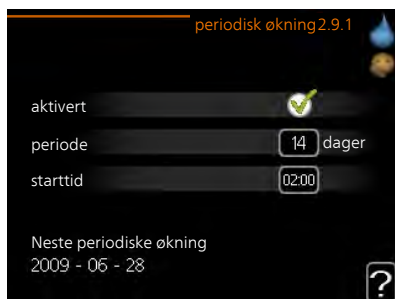 periodisk økning 2.9.1
aktivert
periode 14 dager
starttid 02:00
Neste periodiske økning
2009 - 06 - 28
?